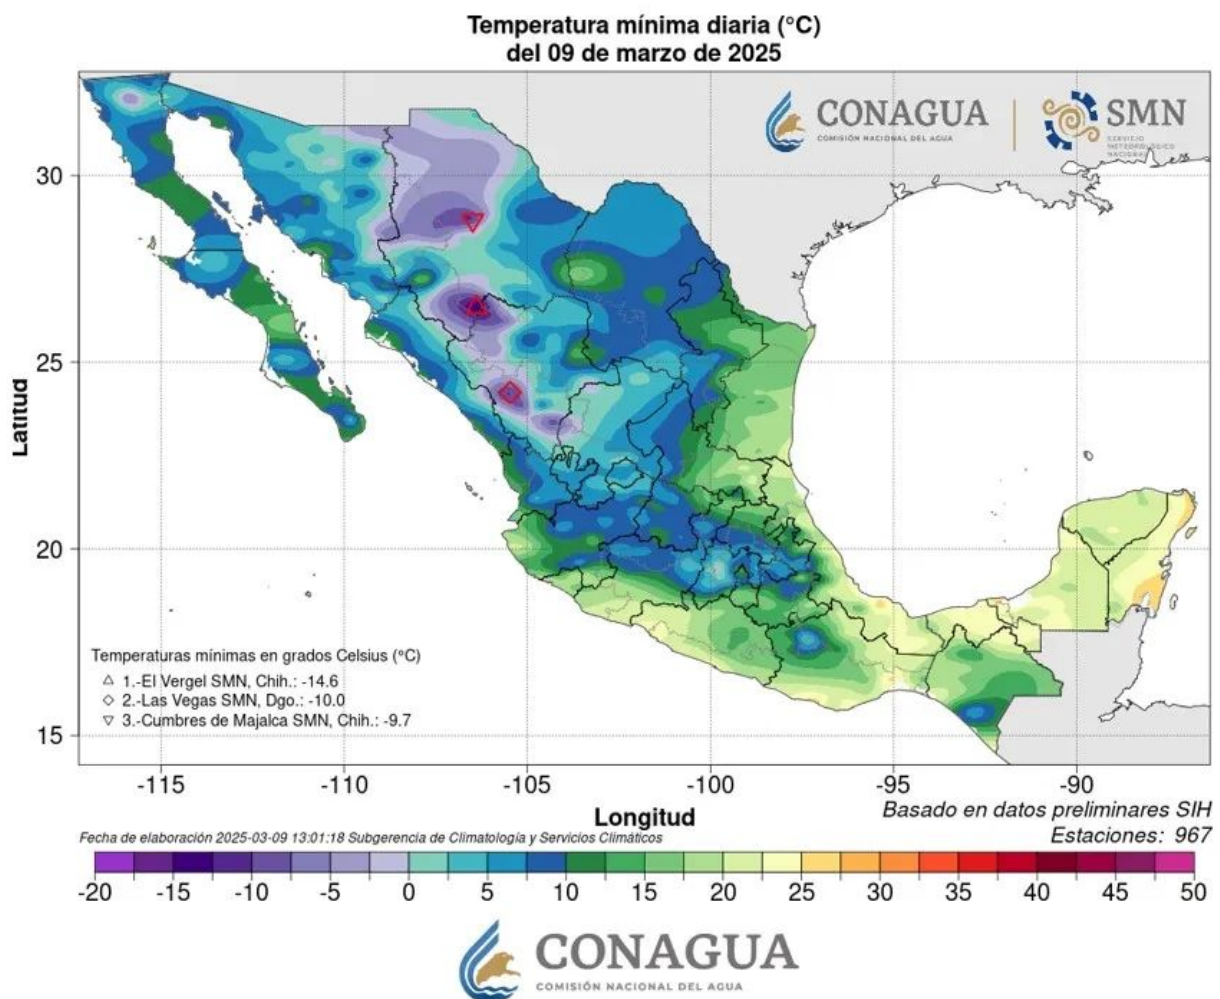 Temperatura mínima diaria (°C)
del 09 de marzo de 2025
CONAGUA
COMISIÓN NACIONAL DEL AGUA
SMN
SERVICIO
METEOROLÓGICO
NACIONAL
30
25
20
15
Latitud
Temperaturas mínimas en grados Celsius (°C)
1.-El Vergel SMN, Chih.: -14.6
2.-Las Vegas SMN, Dgo.: -10.0
3.-Cumbres de Majalca SMN, Chih.: -9.7
-115 -110 -105 -100 -95 -90
Longitud
Basado en datos preliminares SIH
Estaciones: 967
Fecha de elaboración 2025-03-09 13:01:18 Subgerencia de Climatología y Servicios Climáticos
-20 -15 -10 -5 0 5 10 15 20 25 30 35 40 45 50
CONAGUA
COMISIÓN NACIONAL DEL AGUA